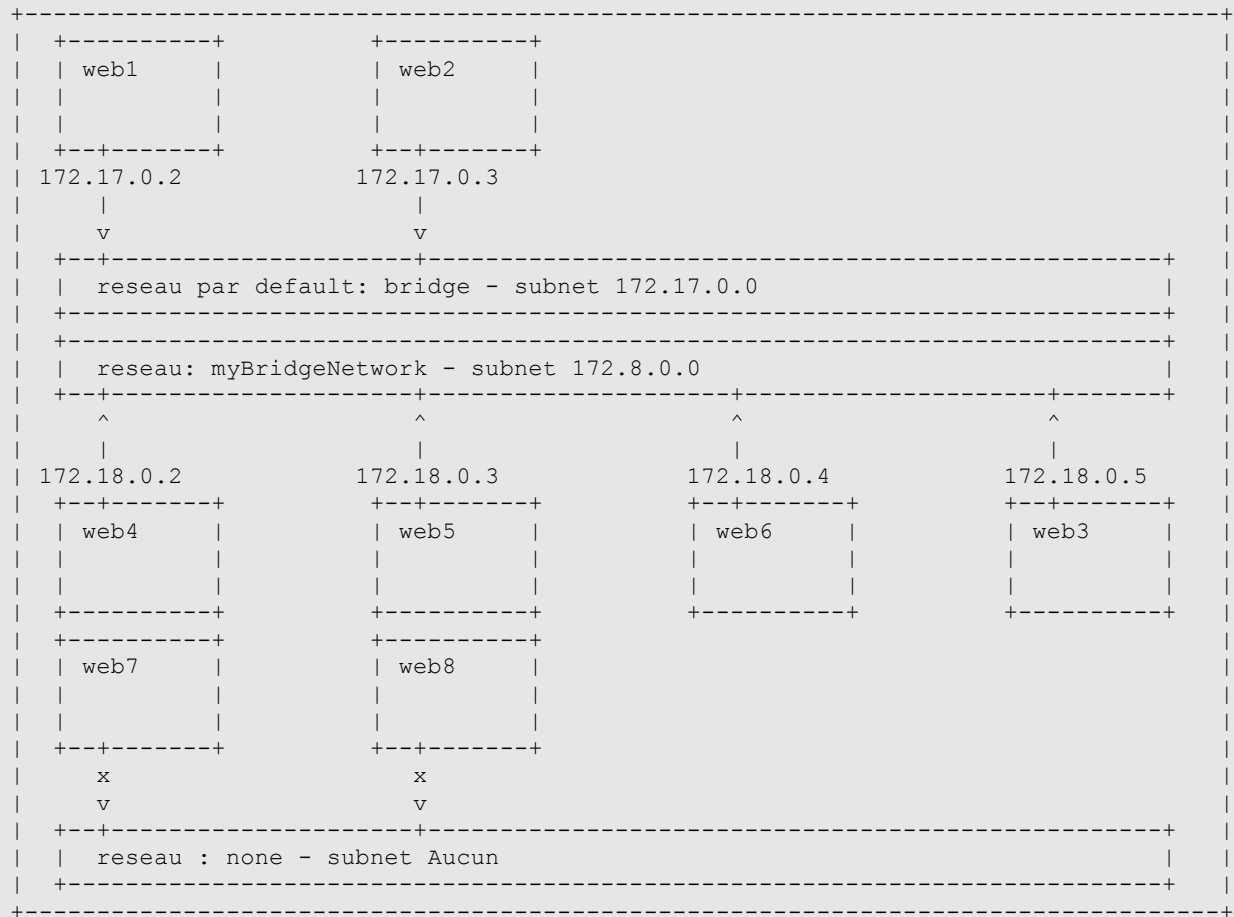 web1 web2
172.17.0.2 172.17.0.3
reseau par default: bridge - subnet 172.17.0.0
reseau: myBridgeNetwork - subnet 172.8.0.0
172.18.0.2 172.18.0.3 172.18.0.4 172.18.0.5
web4 web5 web6 web3
web7 web8
x x
reseau : none - subnet Aucun